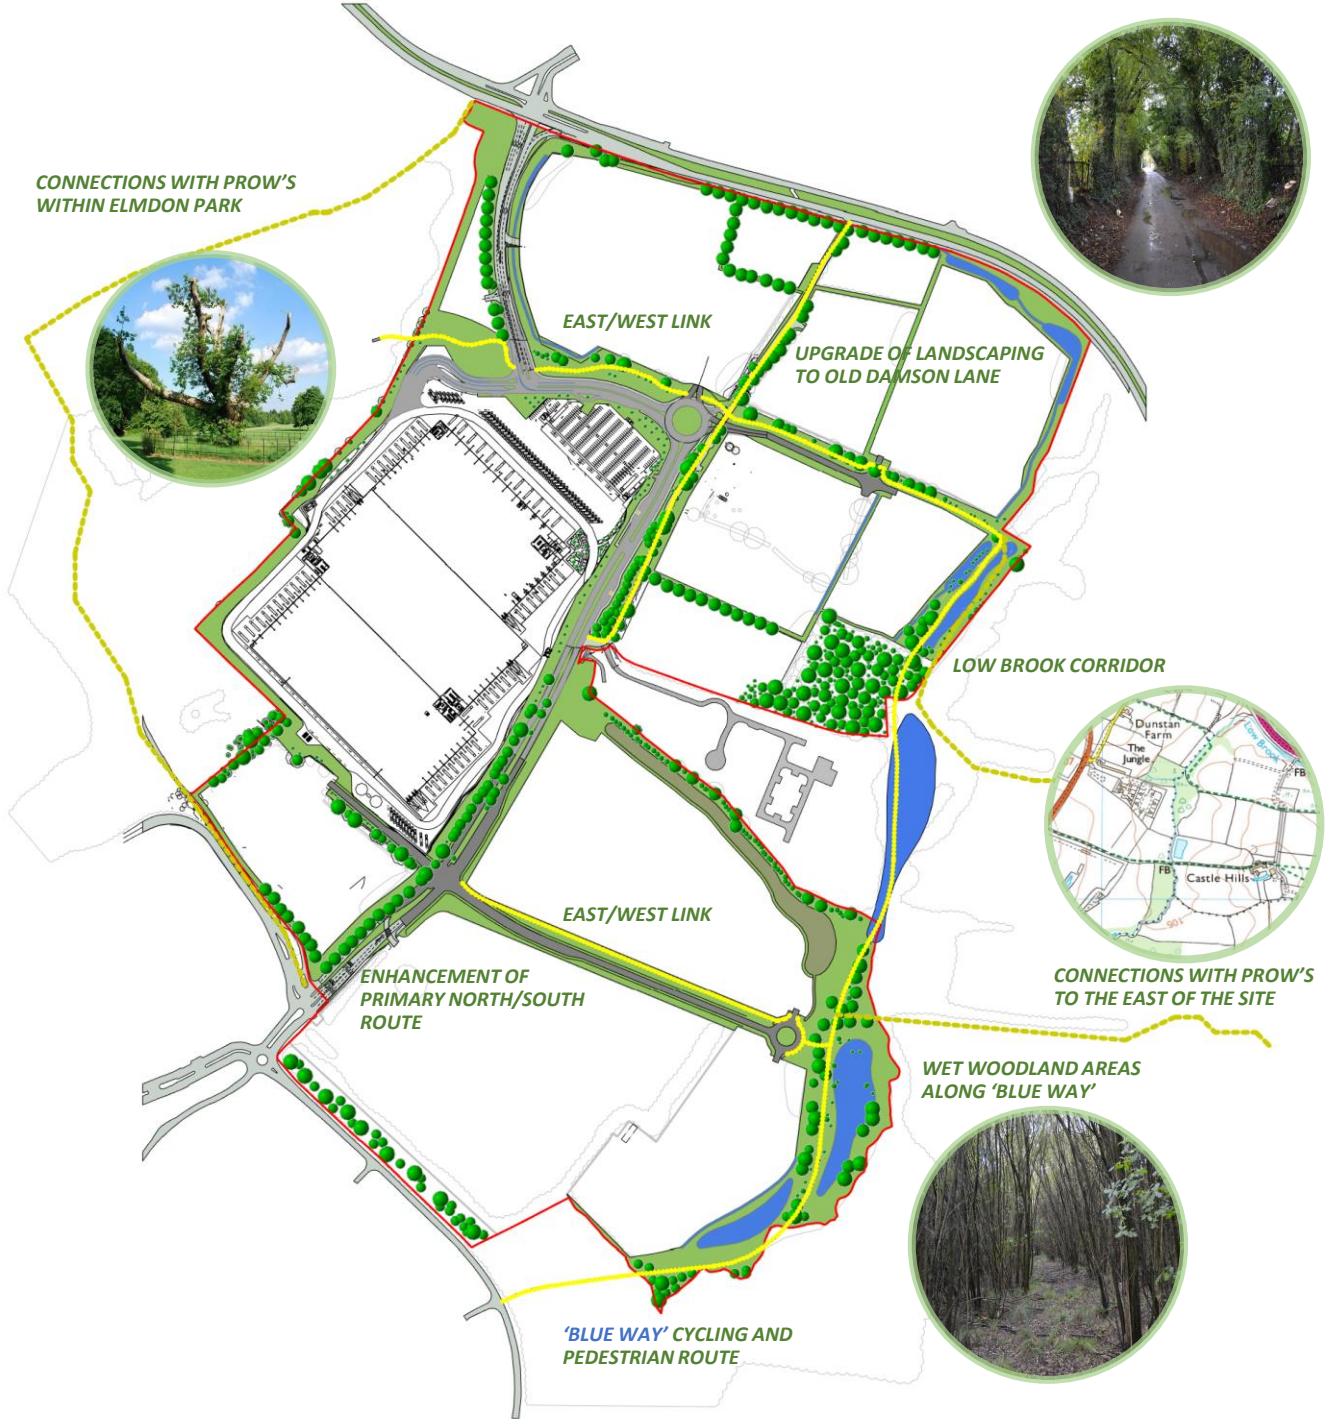 CONNECTIONS WITH PROW'S
WITHIN ELMDON PARK
EAST/WEST LINK
UPGRADE OF LANDSCAPING
TO OLD DAMSON LANE
LOW BROOK CORRIDOR
Dunstan
Farm
The
Jungle
Low Brook
FB
FB
Castle Hills
106
CONNECTIONS WITH PROW'S
TO THE EAST OF THE SITE
EAST/WEST LINK
ENHANCEMENT OF
PRIMARY NORTH/SOUTH
ROUTE
WET WOODLAND AREAS
ALONG 'BLUE WAY'
'BLUE WAY' CYCLING AND
PEDESTRIAN ROUTE